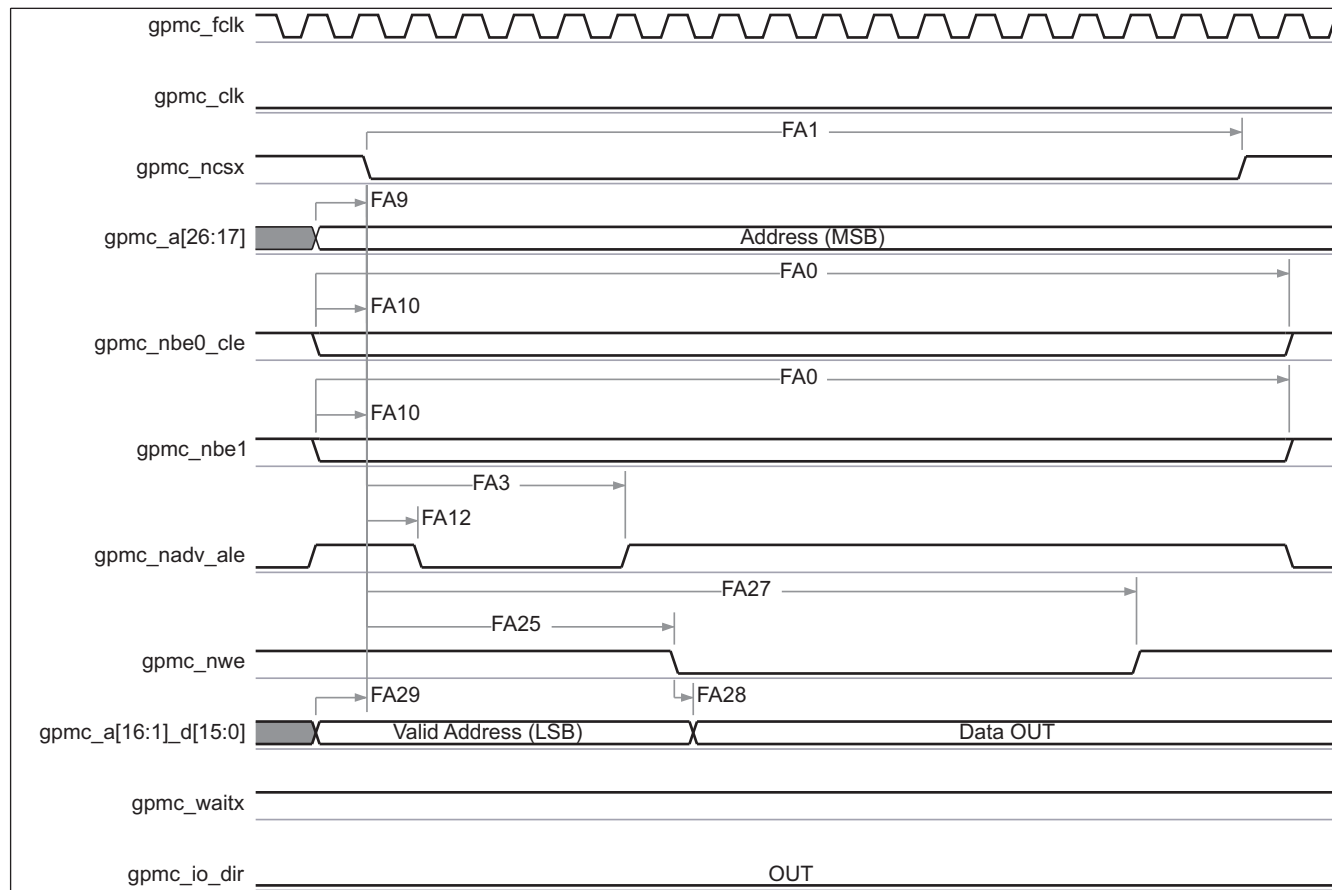 gpmc_fclk
gpmc_clk
FA1
gpmc_ncsx
FA9
gpmc_a[26:17]
Address (MSB)
FA0
FA10
gpmc_nbe0_cle
FA0
FA10
gpmc_nbe1
FA3
FA12
gpmc_nadv_ale
FA27
FA25
gpmc_nwe
FA29
FA28
gpmc_a[16:1]_d[15:0]
Valid Address (LSB)
Data OUT
gpmc_waitx
gpmc_io_dir
OUT